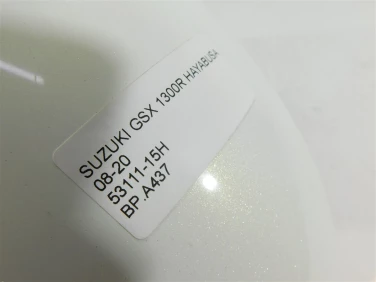 SUZUKI GSX 1300R HAYABUSA
08-20
53111-15H
BP.A437